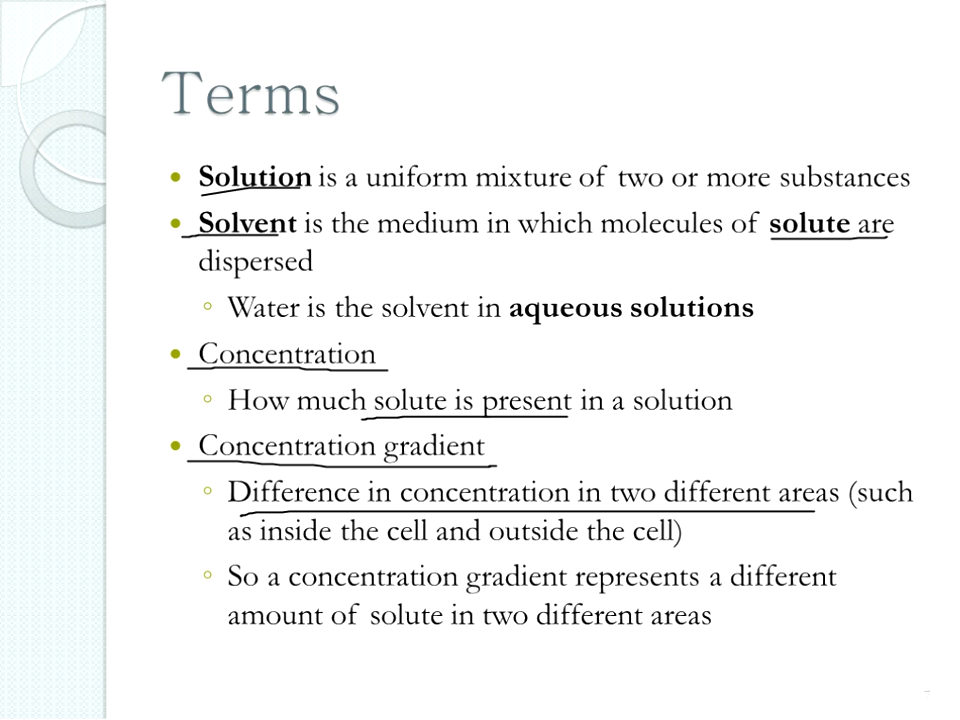 Terms
• Solution is a uniform mixture of two or more substances
• Solvent is the medium in which molecules of solute are
dispersed
◦ Water is the solvent in aqueous solutions
• Concentration
◦ How much solute is present in a solution
• Concentration gradient
◦ Difference in concentration in two different areas (such
as inside the cell and outside the cell)
◦ So a concentration gradient represents a different
amount of solute in two different areas